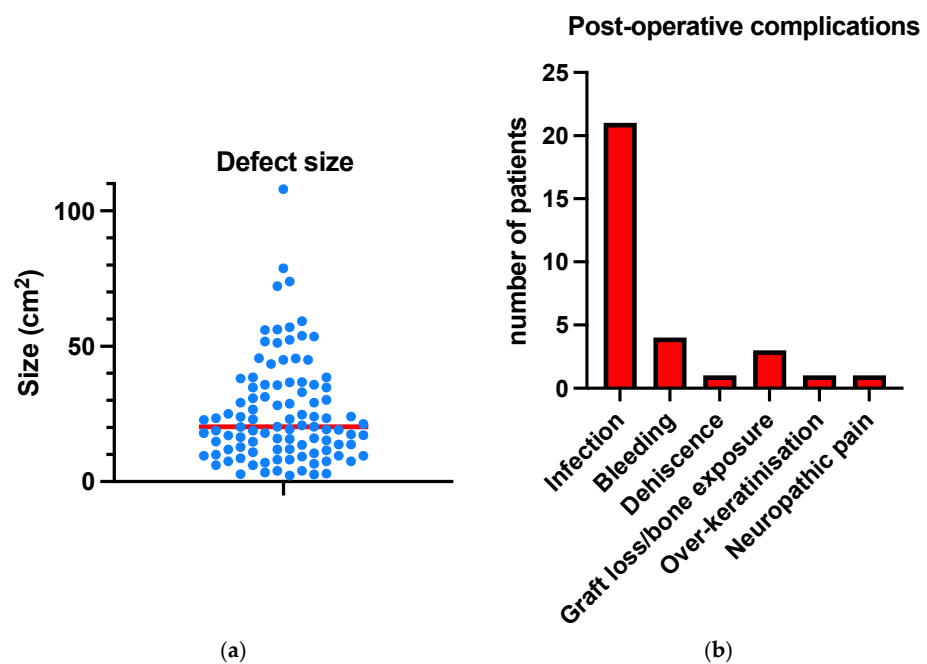 Defect size
Size (cm²)
100
50
0
(a)
Post-operative complications
number of patients
25
20
15
10
5
0
Infection
Bleeding
Dehiscence
Graft loss/bone exposure
Over-keratinisation
Neuropathic pain
(b)